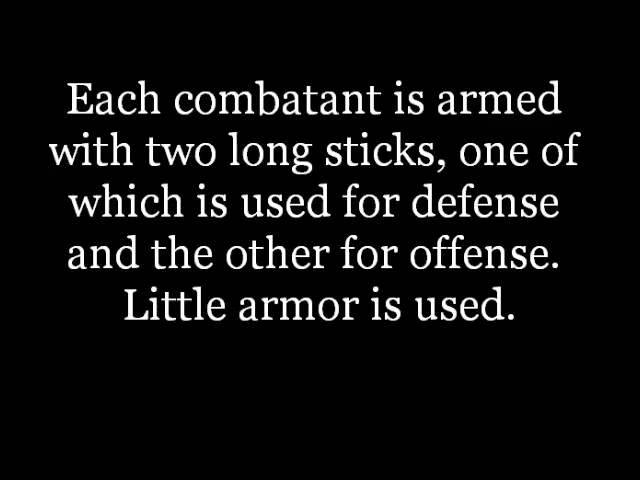 Each combatant is armed
with two long sticks, one of
which is used for defense
and the other for offense.
Little armor is used.